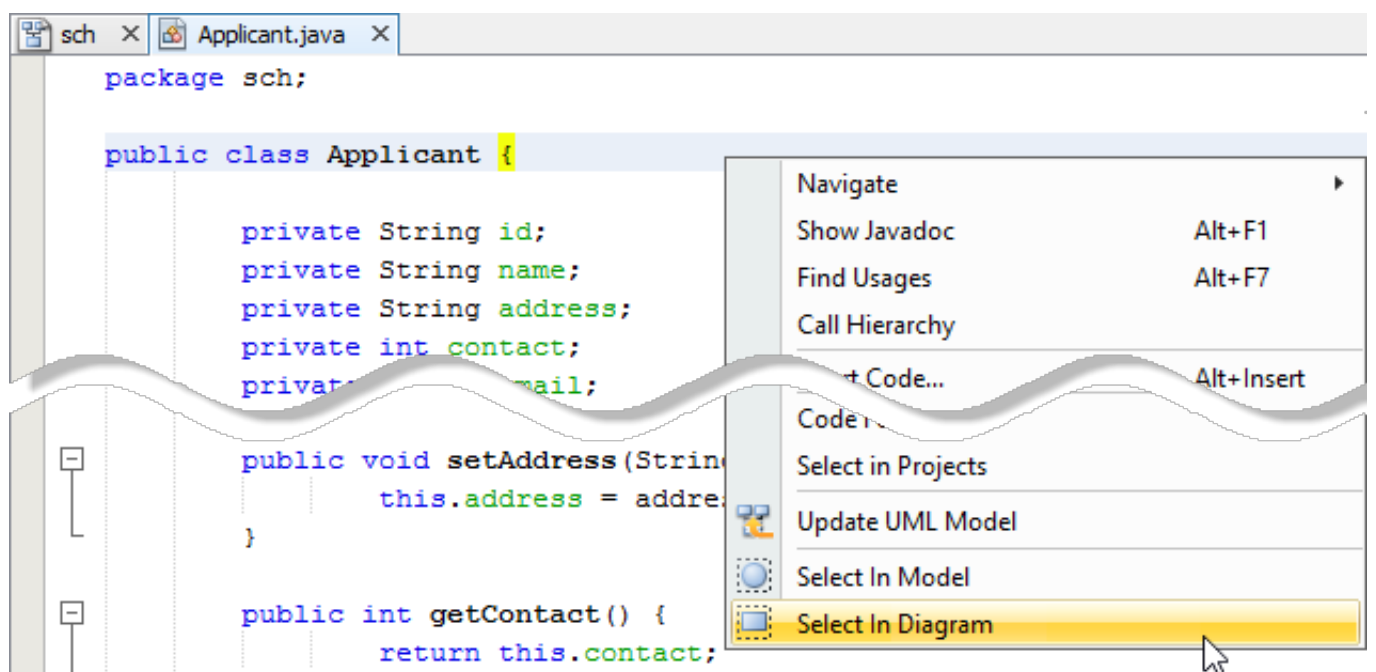 sch
Applicant.java
package sch;
public class Applicant {
private String id;
private String name;
private String address;
private int contact;
mail;
public void setAddress(
this.address =
}
public int getContact() {
return this.contact;
Navigate
Show Javadoc Alt+F1
Find Usages Alt+F7
Call Hierarchy
Code... Alt+Insert
Code
Select in Projects
Update UML Model
Select In Model
Select In Diagram